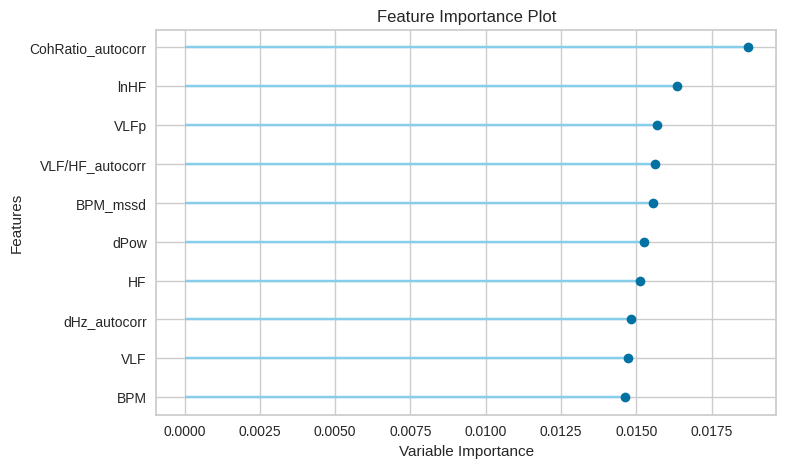 Feature Importance Plot
Features
CohRatio_autocorr
lnHF
VLFp
VLF/HF_autocorr
BPM_mssd
dPow
HF
dHz_autocorr
VLF
BPM
0.0000 0.0025 0.0050 0.0075 0.0100 0.0125 0.0150 0.0175
Variable Importance